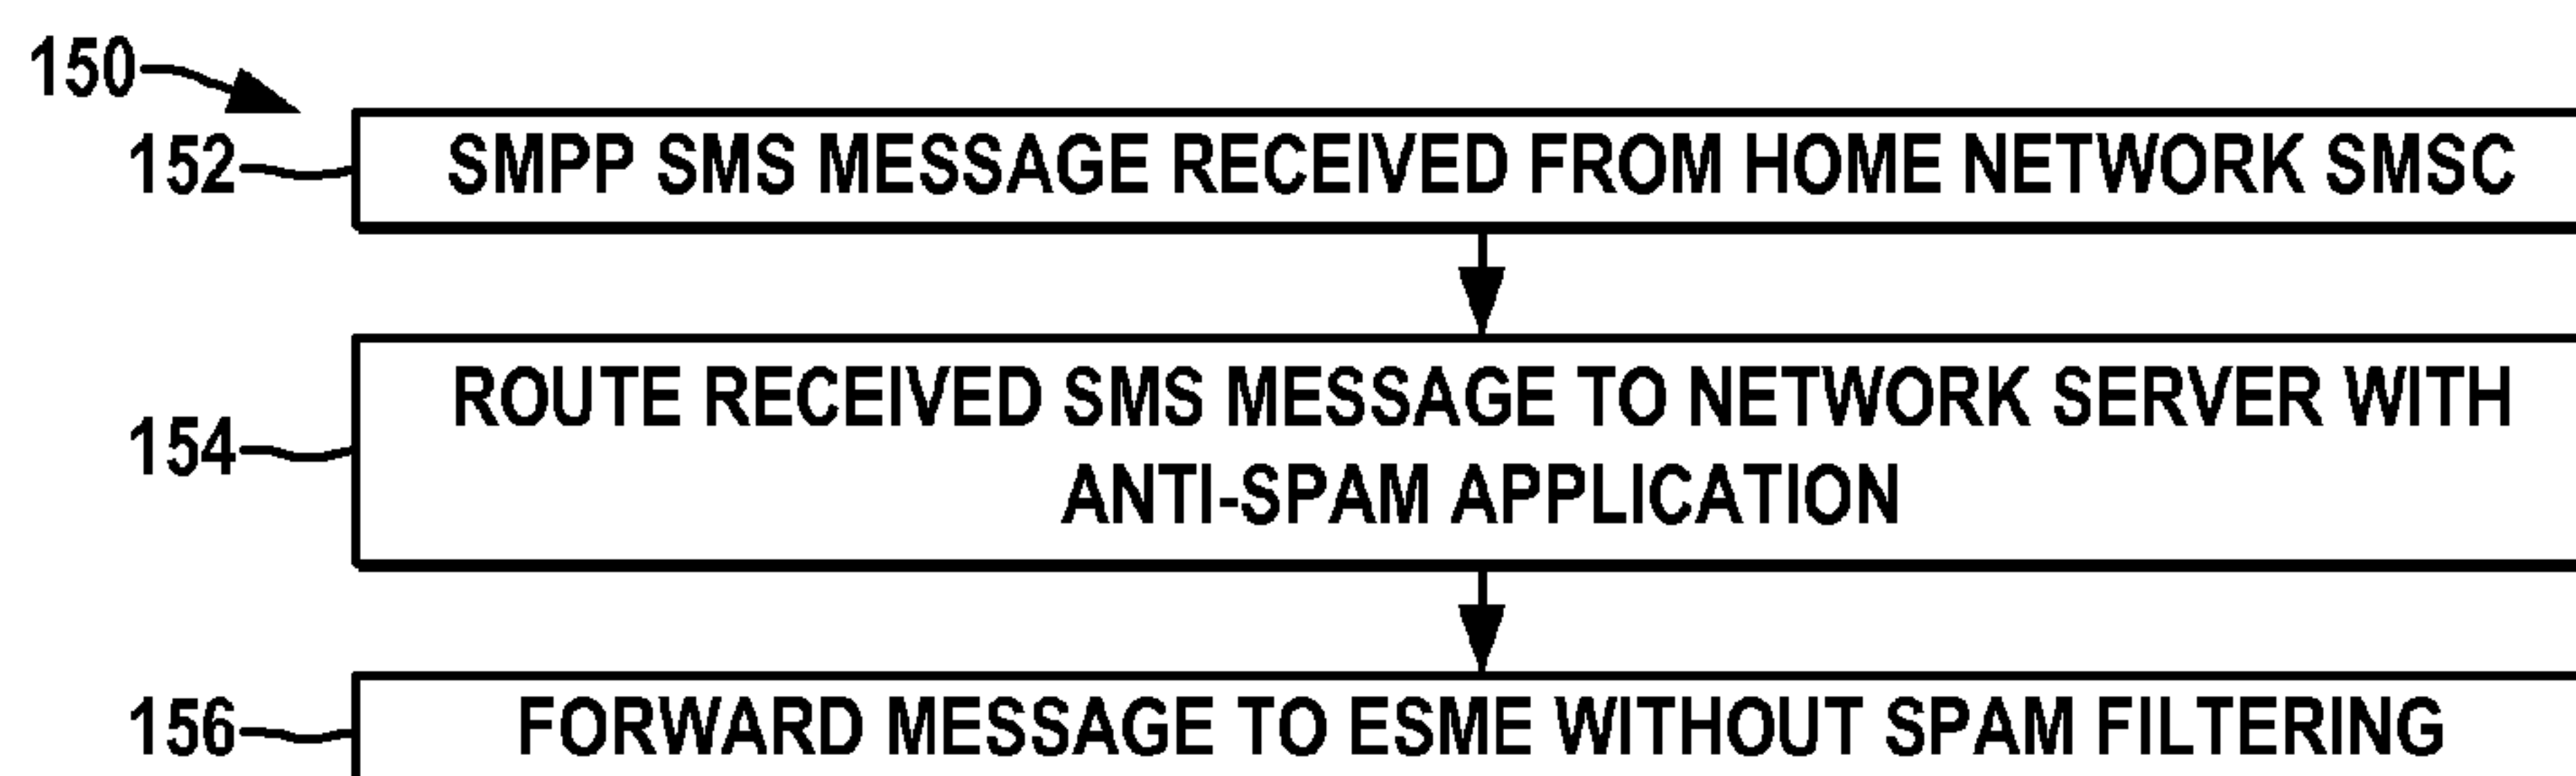 150
152 SMPP SMS MESSAGE RECEIVED FROM HOME NETWORK SMSC
ROUTE RECEIVED SMS MESSAGE TO NETWORK SERVER WITH
154
ANTI-SPAM APPLICATION
156 FORWARD MESSAGE TO ESME WITHOUT SPAM FILTERING